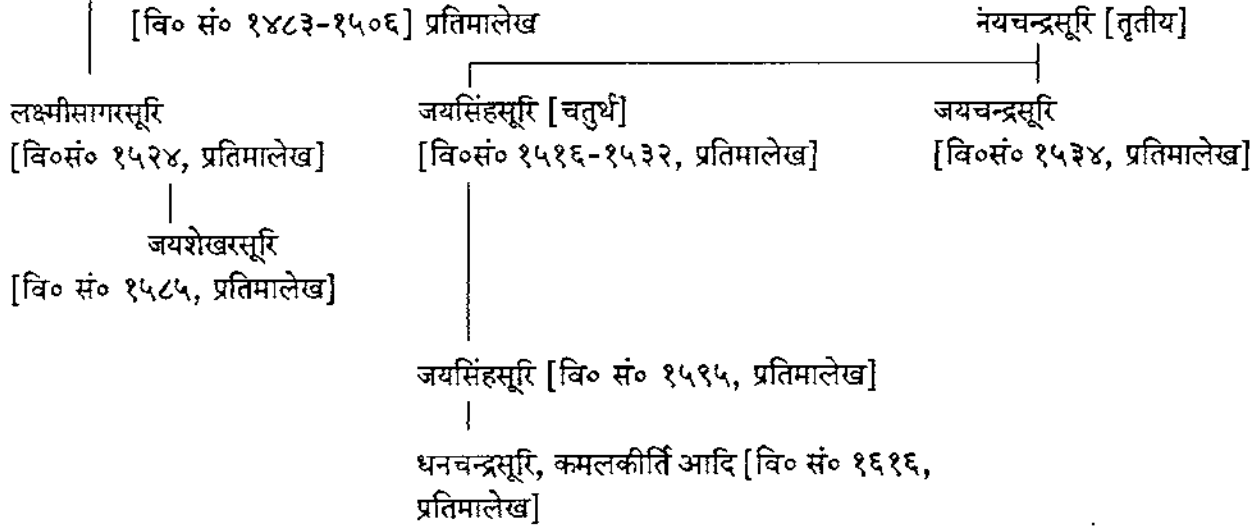 [वि० सं० १४८३-१५०६] प्रतिमालेख
नयचन्द्रसूरि [तृतीय]
लक्ष्मीसागरसूरि
[वि०सं० १५२४, प्रतिमालेख]
जयसिंहसूरि [चतुर्थ]
[वि०सं० १५१६-१५३२, प्रतिमालेख]
जयचन्द्रसूरि
[वि०सं० १५३४, प्रतिमालेख]
जयशेखरसूरि
[वि० सं० १५८५, प्रतिमालेख]
जयसिंहसूरि [वि० सं० १५९५, प्रतिमालेख]
धनचन्द्रसूरि, कमलकीर्ति आदि [वि० सं० १६१६,
प्रतिमालेख]